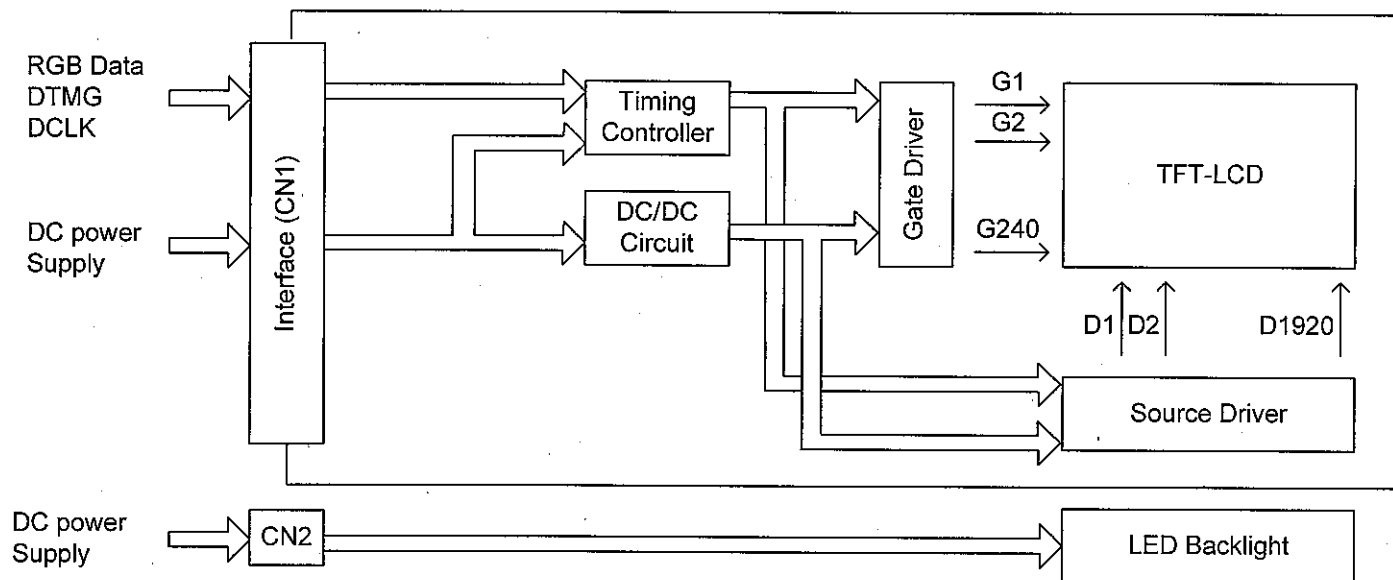 RGB Data
DTMG
DCLK
DC power
Supply
Interface (CN1)
Timing
Controller
DC/DC
Circuit
Gate Driver
G1
G2
G240
TFT-LCD
D1
D2
D1920
Source Driver
DC power
Supply
CN2
LED Backlight